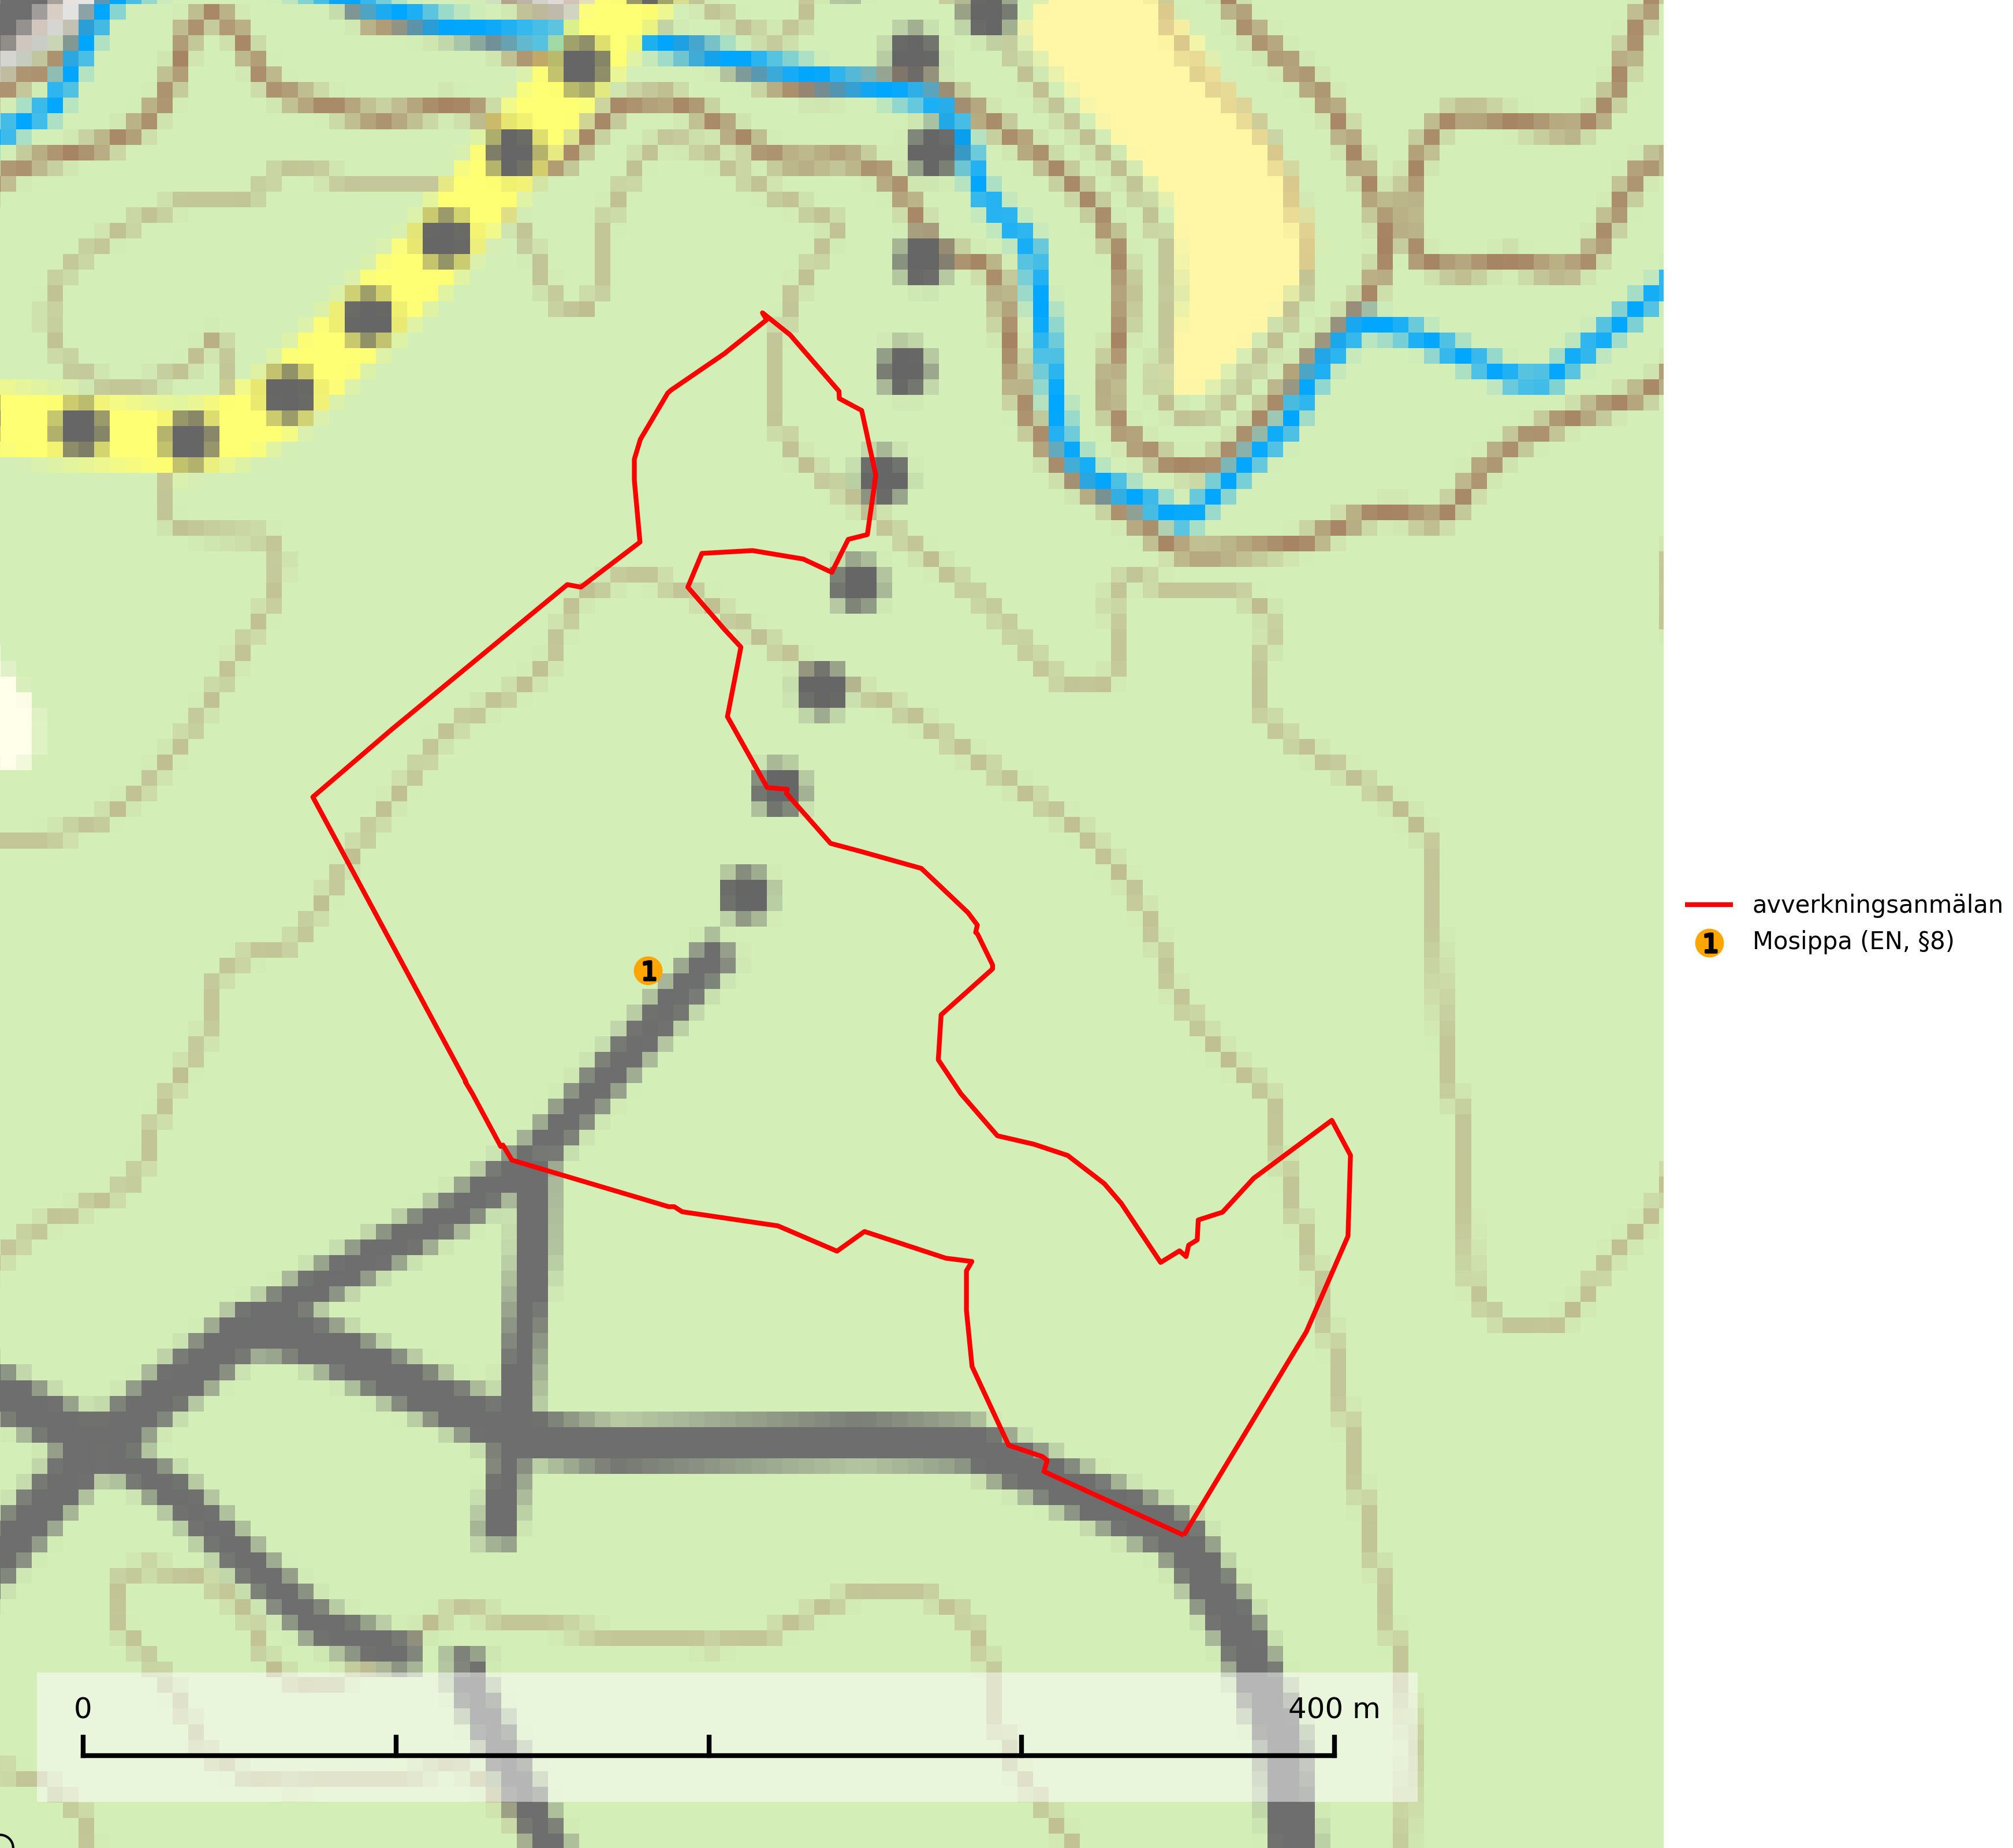 avverkningsanmälan
1 Mosippa (EN, §8)
1
0 400 m